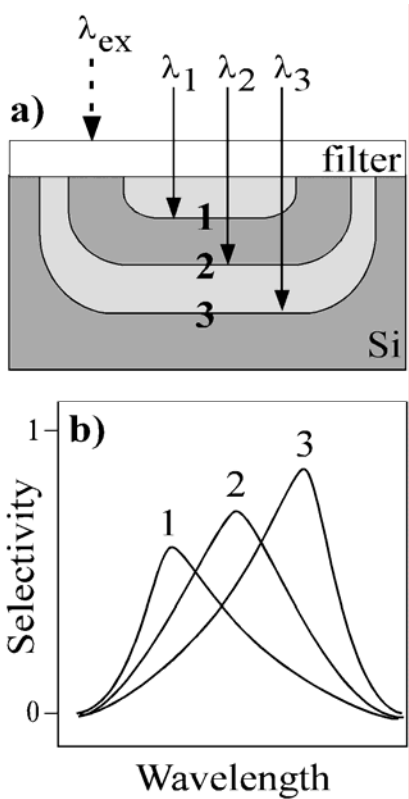 λex
λ1 λ2 λ3
a)
filter
1
2
3
Si
b)
1
3
2
1
Selectivity
0
Wavelength